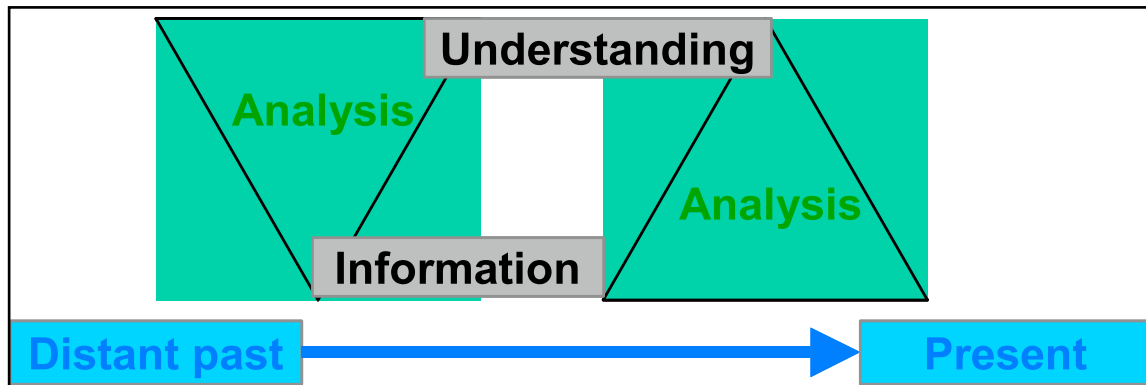 Understanding
Analysis
Analysis
Information
Distant past
Present